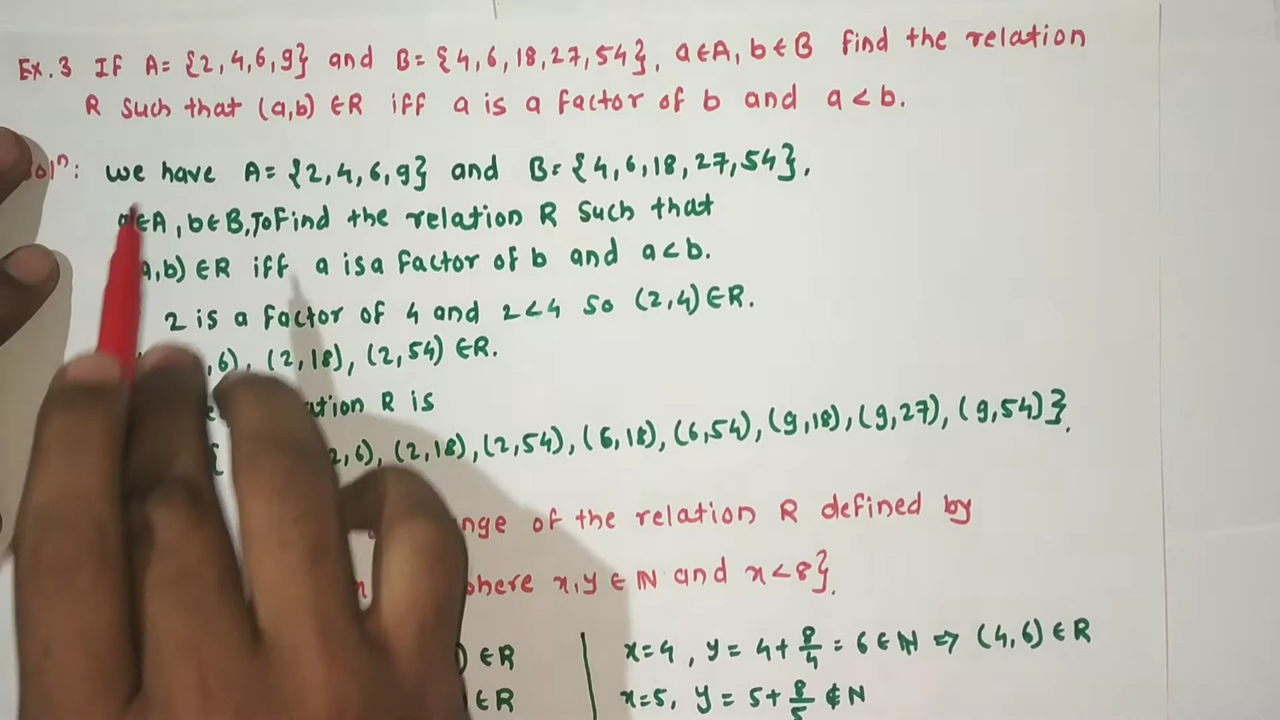 Ex.3 If A= {2,4,6,9} and B= {4,6,18,27,54}, a∈A, b∈B Find the relation
R Such that (a,b) ∈R iff a is a factor of b and a<b.
Solⁿ: we have A= {2,4,6,9} and B= {4,6,18,27,54},
a∈A, b∈B, To Find the relation R Such that
a,b) ∈R iff a is a factor of b and a<b.
2 is a factor of 4 and 2<4 so (2,4)∈R.
,6), (2,18), (2,54) ∈R.
R is
2,6), (2,18), (2,54), (6,18), (6,54), (9,18), (9,27), (9,54)}.
of the relation R defined by
x,y ∈ N and x<8}.
) ∈R | x=4, y = 4+8/4 = 6∈N ⇒ (4,6)∈R
∈R | x=5, y = 5+8/5 ∉N